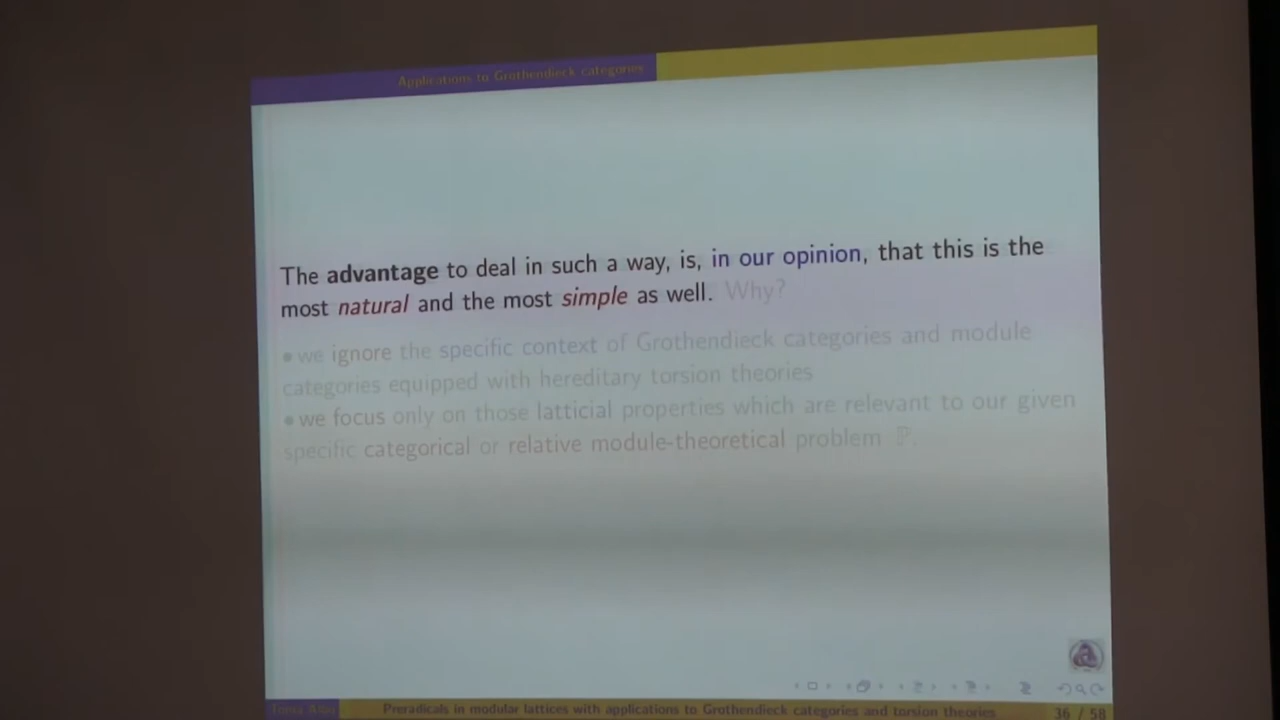 Applications to Grothendieck categories
The advantage to deal in such a way, is, in our opinion, that this is the
most natural and the most simple as well. Why?
• we ignore the specific context of Grothendieck categories and module
categories equipped with hereditary torsion theories
• we focus only on those latticial properties which are relevant to our given
specific categorical or relative module-theoretical problem ℙ.
Toma Albu
Preradicals in modular lattices with applications to Grothendieck categories and torsion theories
36 / 58